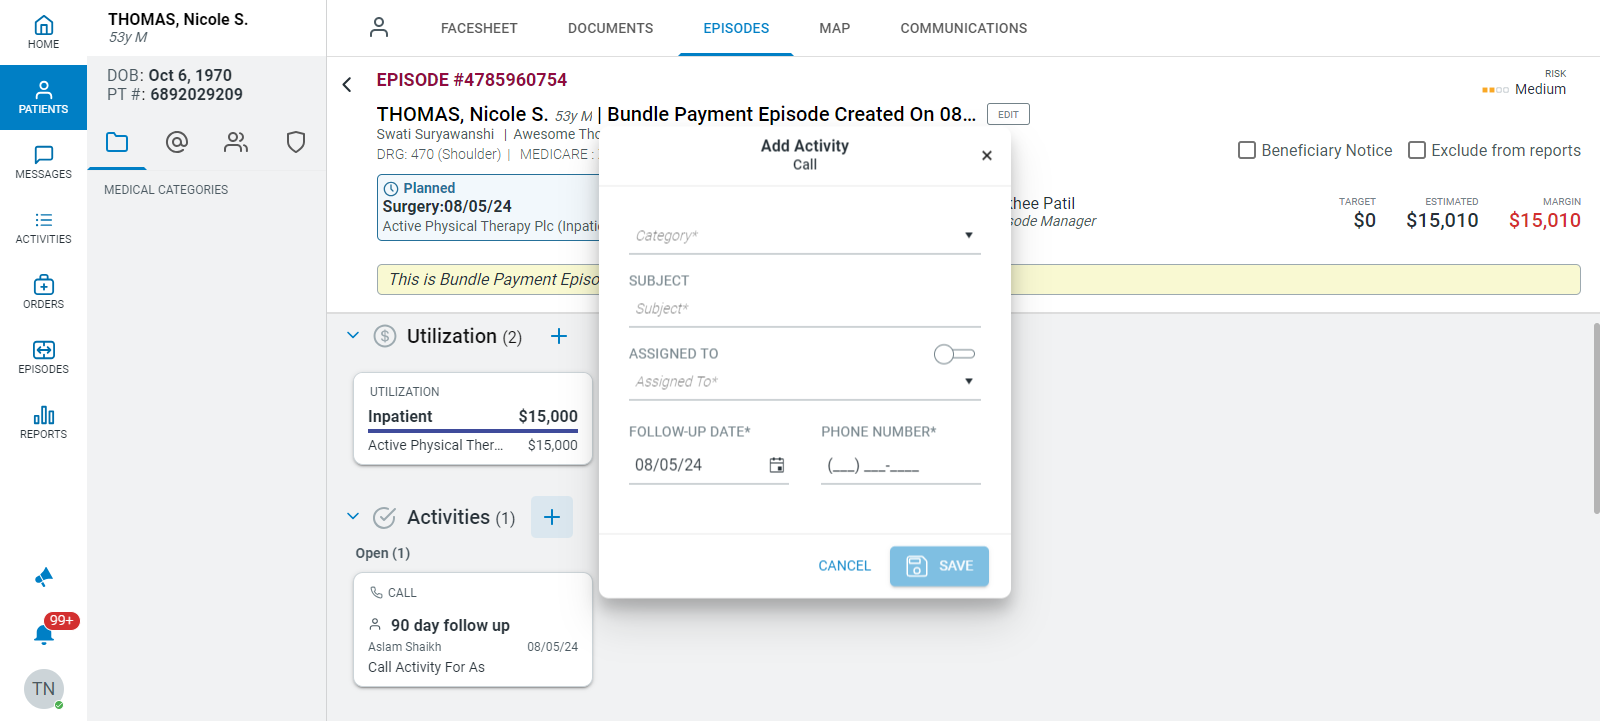 HOME
PATIENTS
MESSAGES
ACTIVITIES
ORDERS
EPISODES
REPORTS
99+
TN
THOMAS, Nicole S.
53y M
DOB: Oct 6, 1970
PT #: 6892029209
MEDICAL CATEGORIES
FACESHEET
DOCUMENTS
EPISODES
MAP
COMMUNICATIONS
EPISODE #4785960754
THOMAS, Nicole S. 53y M | Bundle Payment Episode Created On 08...
EDIT
Swati Suryawanshi | Awesome Tho
DRG: 470 (Shoulder) | MEDICARE :
RISK
Medium
Beneficiary Notice
Exclude from reports
Planned
Surgery:08/05/24
Active Physical Therapy Plc (Inpati
hee Patil
sode Manager
TARGET
$0
ESTIMATED
$15,010
MARGIN
$15,010
This is Bundle Payment Episo
Utilization (2)
UTILIZATION
Inpatient $15,000
Active Physical Ther... $15,000
Activities (1)
Open (1)
CALL
90 day follow up
Aslam Shaikh 08/05/24
Call Activity For As
Add Activity
Call
Category*
SUBJECT
Subject*
ASSIGNED TO
Assigned To*
FOLLOW-UP DATE*
08/05/24
PHONE NUMBER*
(___) ___-____
CANCEL
SAVE